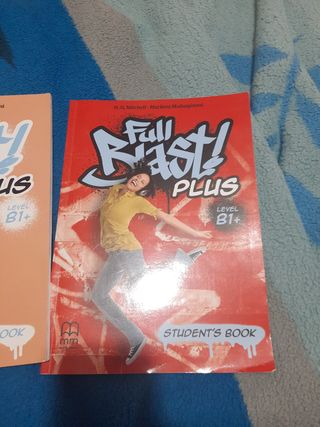 H. Q. Mitchell - Marileni Malkogianni
Full
Blast!
PLUS
LEVEL
B1+
STUDENT'S BOOK
mm
PLUS
LEVEL
B1+
BOOK